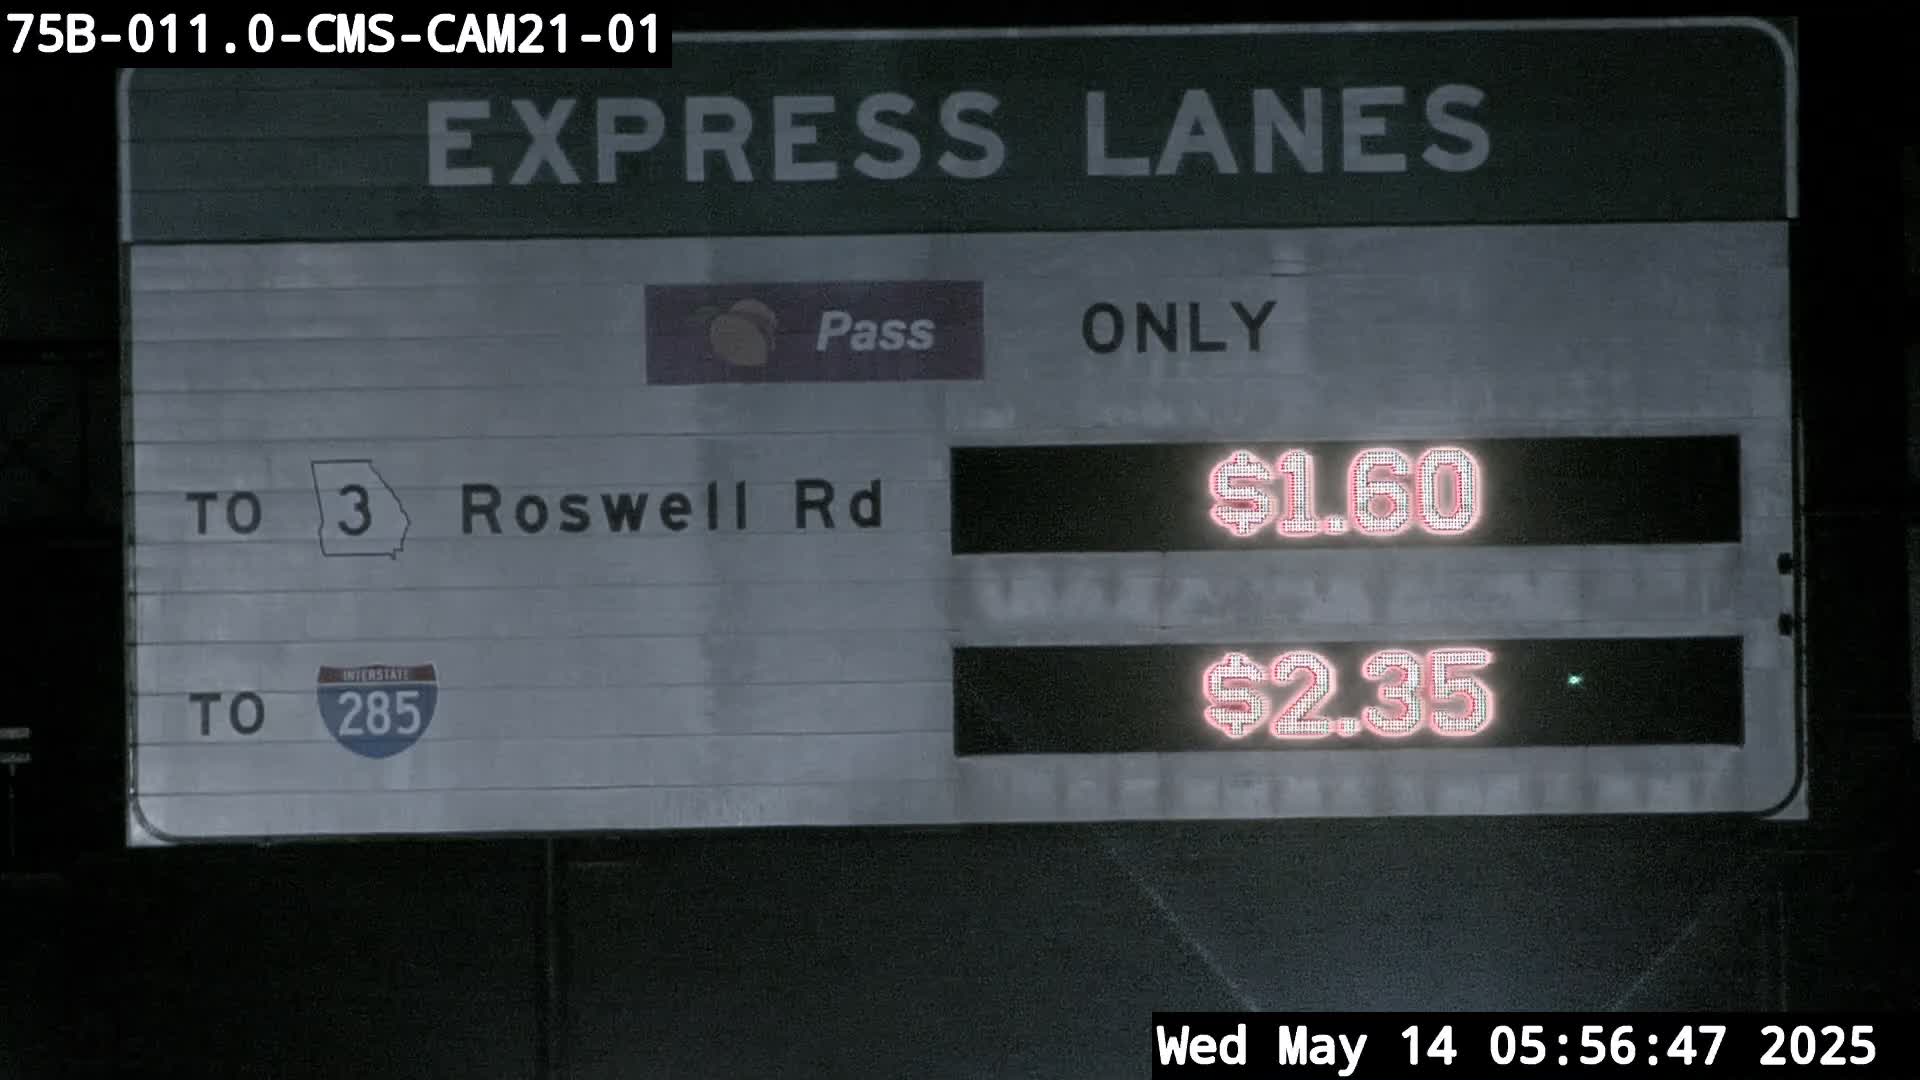 75B-011.0-CMS-CAM21-01
EXPRESS LANES
Pass ONLY
TO 3 Roswell Rd $1.60
INTERSTATE
TO 285 $2.35
Wed May 14 05:56:47 2025